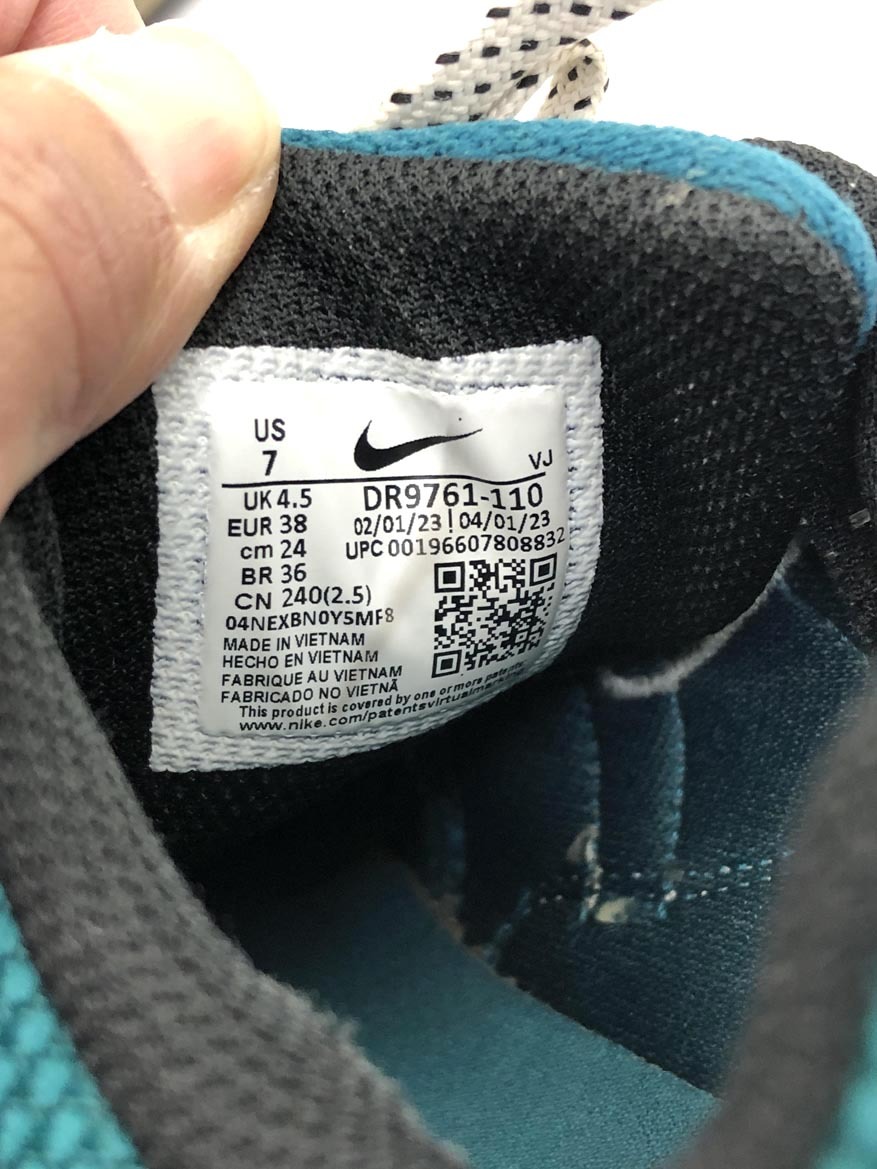 US
7
VJ
UK 4.5 DR9761-110
EUR 38 02/01/23 | 04/01/23
cm 24 UPC 00196607808832
BR 36
CN 240(2.5)
04NEXBN0Y5MF8
MADE IN VIETNAM
HECHO EN VIETNAM
FABRIQUE AU VIETNAM
FABRICADO NO VIETNÃ
This product is covered by one or more patents
www.nike.com/patentsvirtualmarking